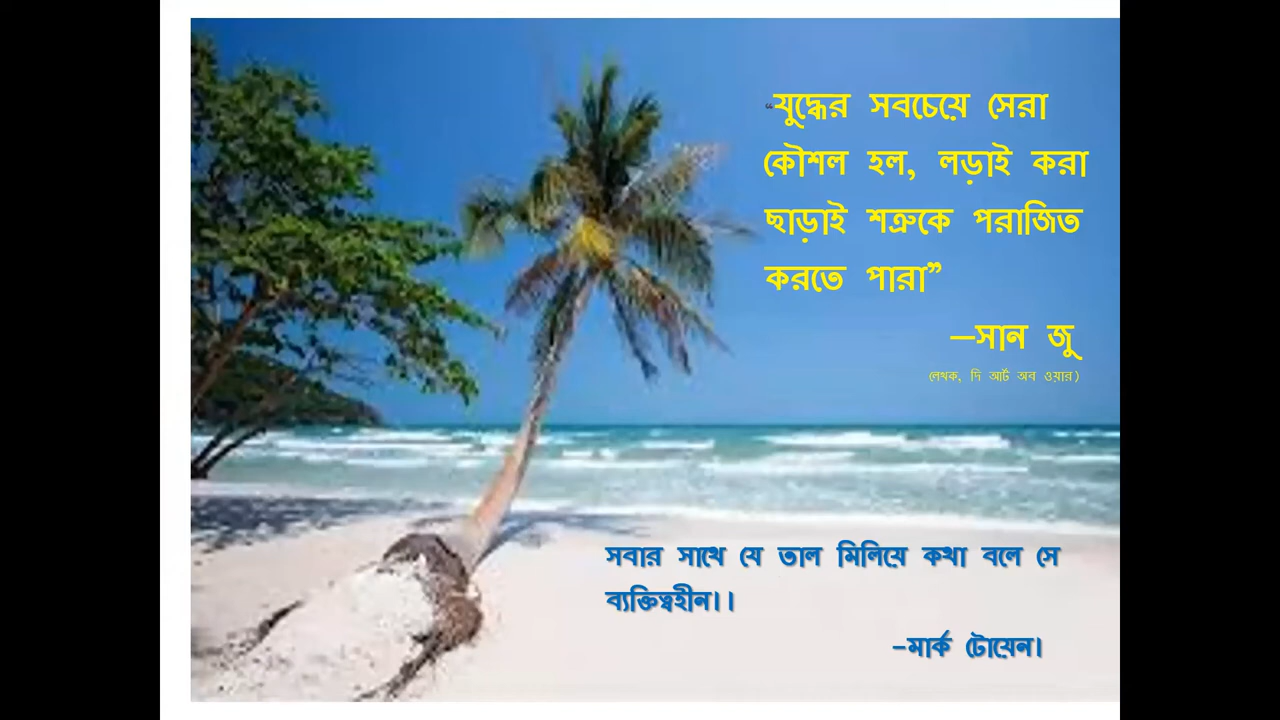 “যুদ্ধের সবচেয়ে সেরা
কৌশল হল, লড়াই করা
ছাড়াই শত্রুকে পরাজিত
করতে পারা”
—সান জু
(লেখক, দি আর্ট অব ওয়ার)
সবার সাথে যে তাল মিলিয়ে কথা বলে সে
ব্যক্তিত্বহীন।।
-মার্ক টোয়েন।